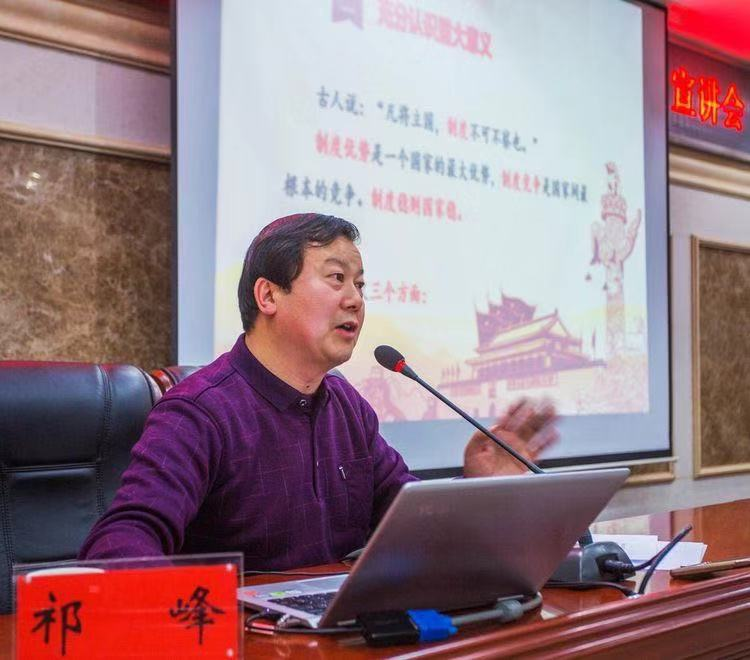 充分认识重大意义
宣讲会
古人说：“凡将立国，制度不可不察也。”
制度优势是一个国家的最大优势，制度竞争是国家间最
根本的竞争。制度稳则国家稳。
三个方面：
祁 峰